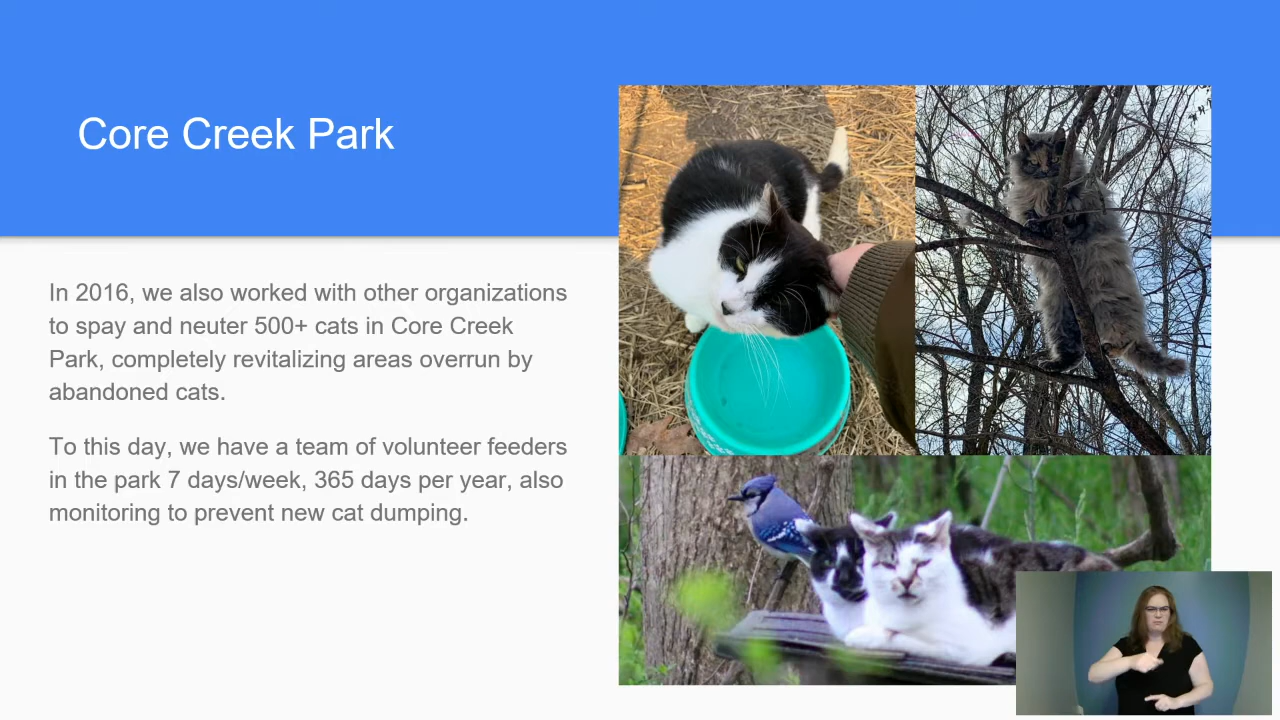 Core Creek Park
In 2016, we also worked with other organizations
to spay and neuter 500+ cats in Core Creek
Park, completely revitalizing areas overrun by
abandoned cats.
To this day, we have a team of volunteer feeders
in the park 7 days/week, 365 days per year, also
monitoring to prevent new cat dumping.